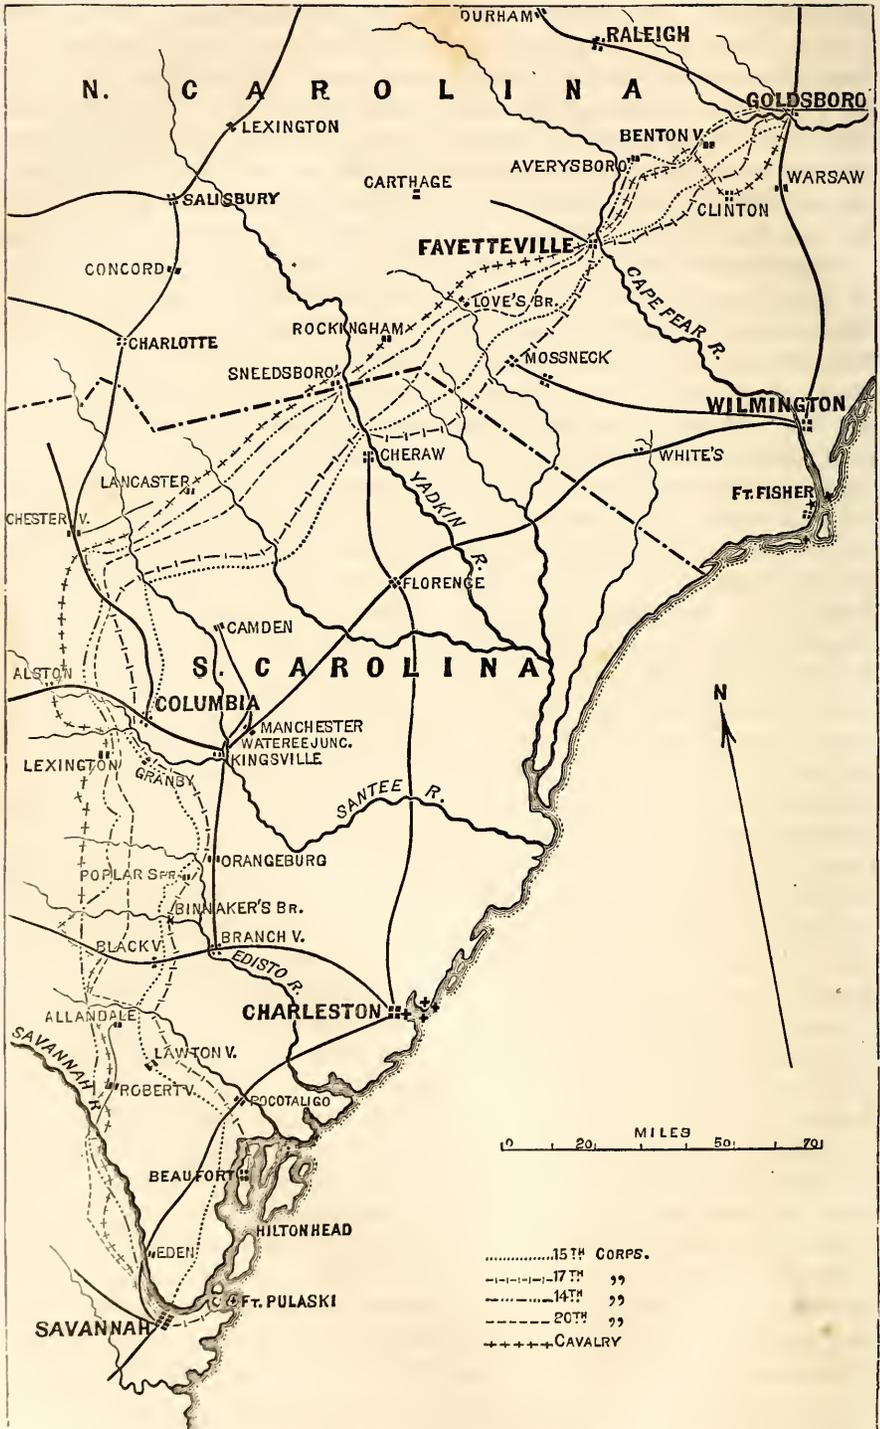 DURHAM
RALEIGH
N. CAROLINA
GOLDSBORO
LEXINGTON
BENTON V.
AVERYSBORO
CARTHAGE
WARSAW
SALISBURY
CLINTON
FAYETTEVILLE
CONCORD
CAPE FEAR R.
LOVE'S BR.
ROCKINGHAM
CHARLOTTE
MOSSNECK
SNEEDSBORO
WILMINGTON
CHERAW
WHITE'S
LANCASTER
YADKIN R.
FT. FISHER
CHESTER V.
FLORENCE
CAMDEN
S. CAROLINA
ALSTON
N
COLUMBIA
MANCHESTER
WATEREE JUNC.
KINGSVILLE
LEXINGTON
GRANBY
SANTEE R.
ORANGEBURG
POPLAR SPR.
BINNAKER'S BR.
BRANCH V.
BLACK V.
EDISTO R.
CHARLESTON
ALLANDALE
SAVANNAH R.
LAWTON V.
ROBERT V.
POCOTALIGO
MILES
0 20 50 70
BEAUFORT
HILTONHEAD
EDEN
15TH CORPS.
17TH ,,
14TH ,,
20TH ,,
CAVALRY
FT. PULASKI
SAVANNAH